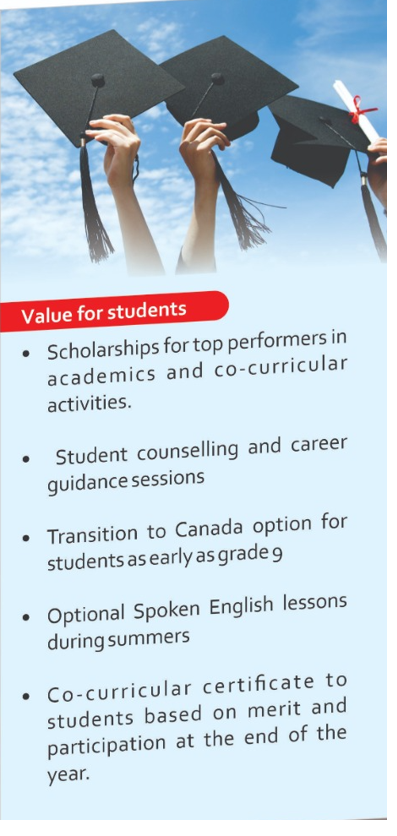 Value for students
• Scholarships for top performers in
academics and co-curricular
activities.
• Student counselling and career
guidance sessions
• Transition to Canada option for
students as early as grade 9
• Optional Spoken English lessons
during summers
• Co-curricular certificate to
students based on merit and
participation at the end of the
year.